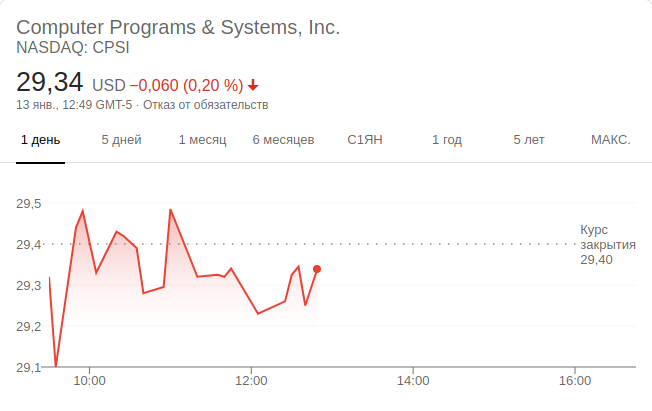 Computer Programs & Systems, Inc.
NASDAQ: CPSI
29,34 USD −0,060 (0,20 %)
13 янв., 12:49 GMT-5 · Отказ от обязательств
1 день 5 дней 1 месяц 6 месяцев С1ЯН 1 год 5 лет МАКС.
29,5
Курс
29,4 закрытия
29,40
29,3
29,2
29,1
10:00 12:00 14:00 16:00